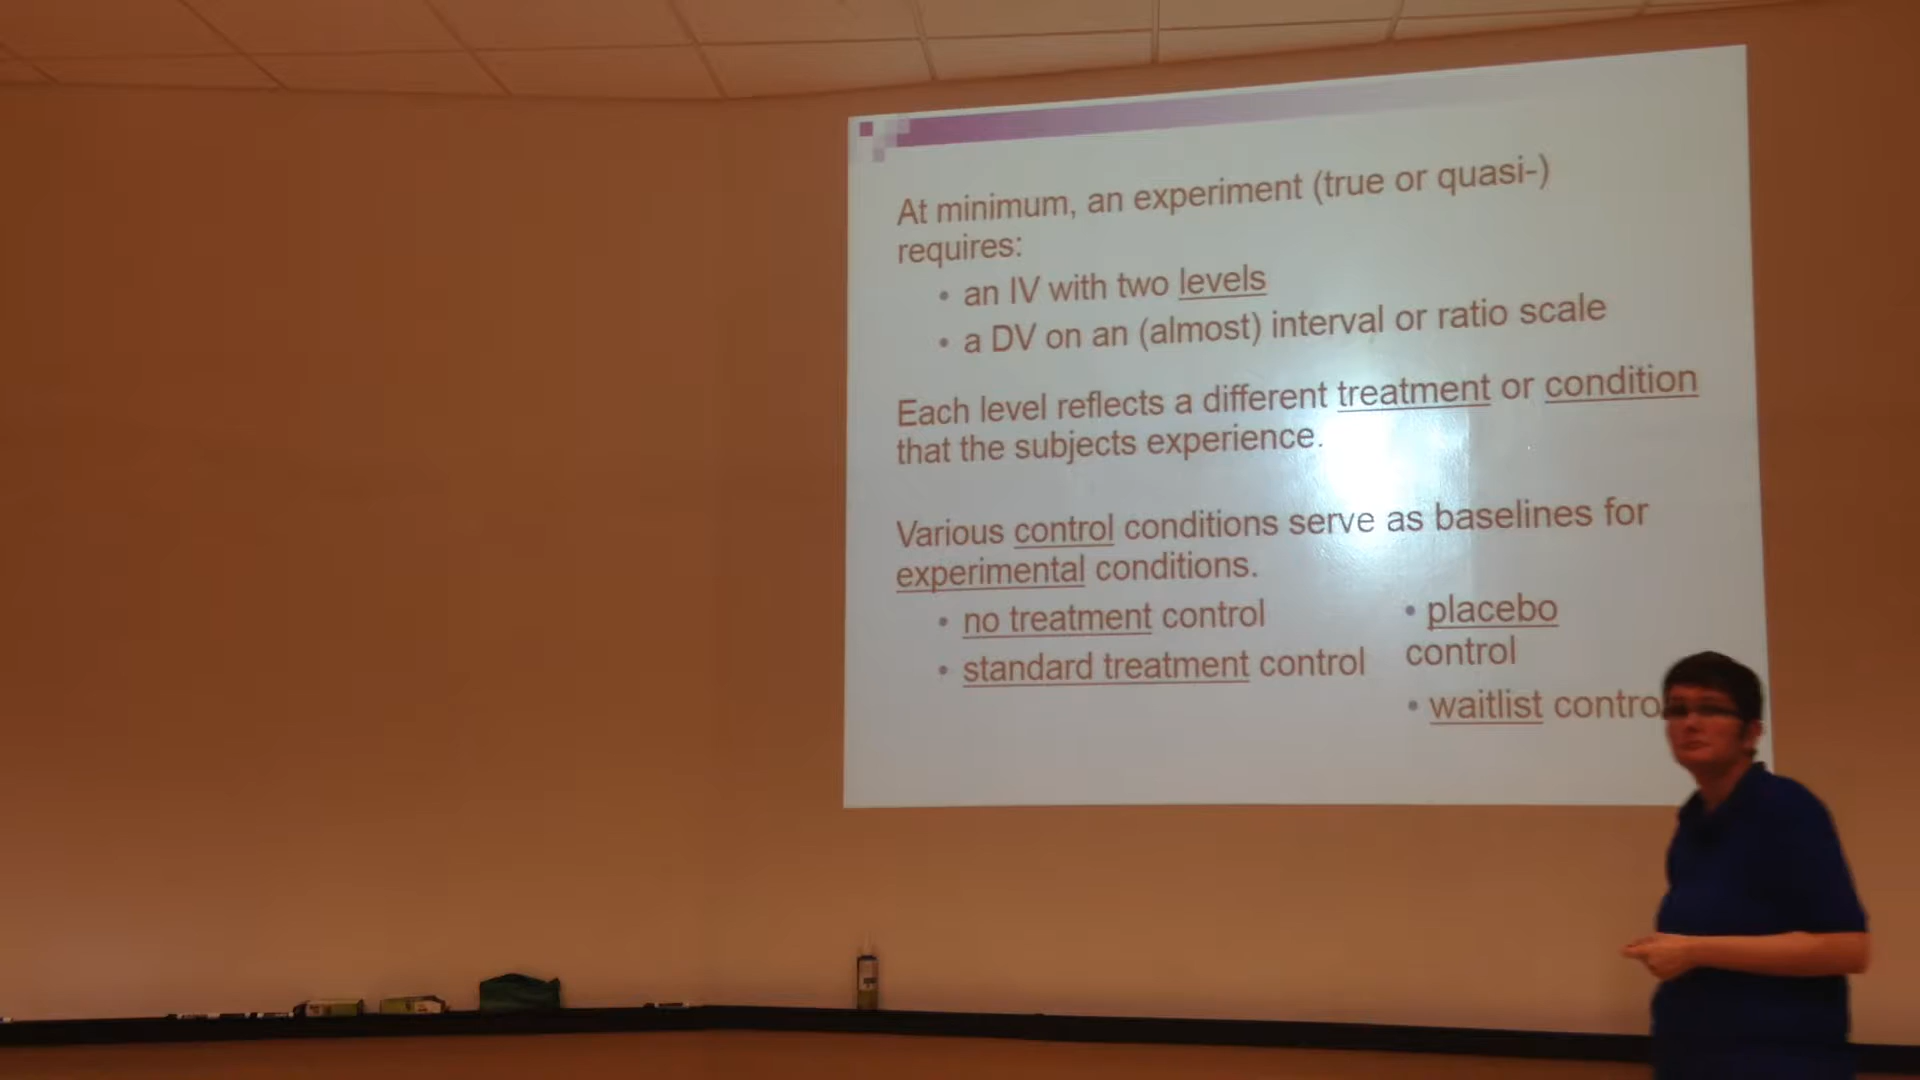 At minimum, an experiment (true or quasi-)
requires:
• an IV with two levels
• a DV on an (almost) interval or ratio scale
Each level reflects a different treatment or condition
that the subjects experience.
Various control conditions serve as baselines for
experimental conditions.
• no treatment control
• standard treatment control
• placebo
control
• waitlist contro